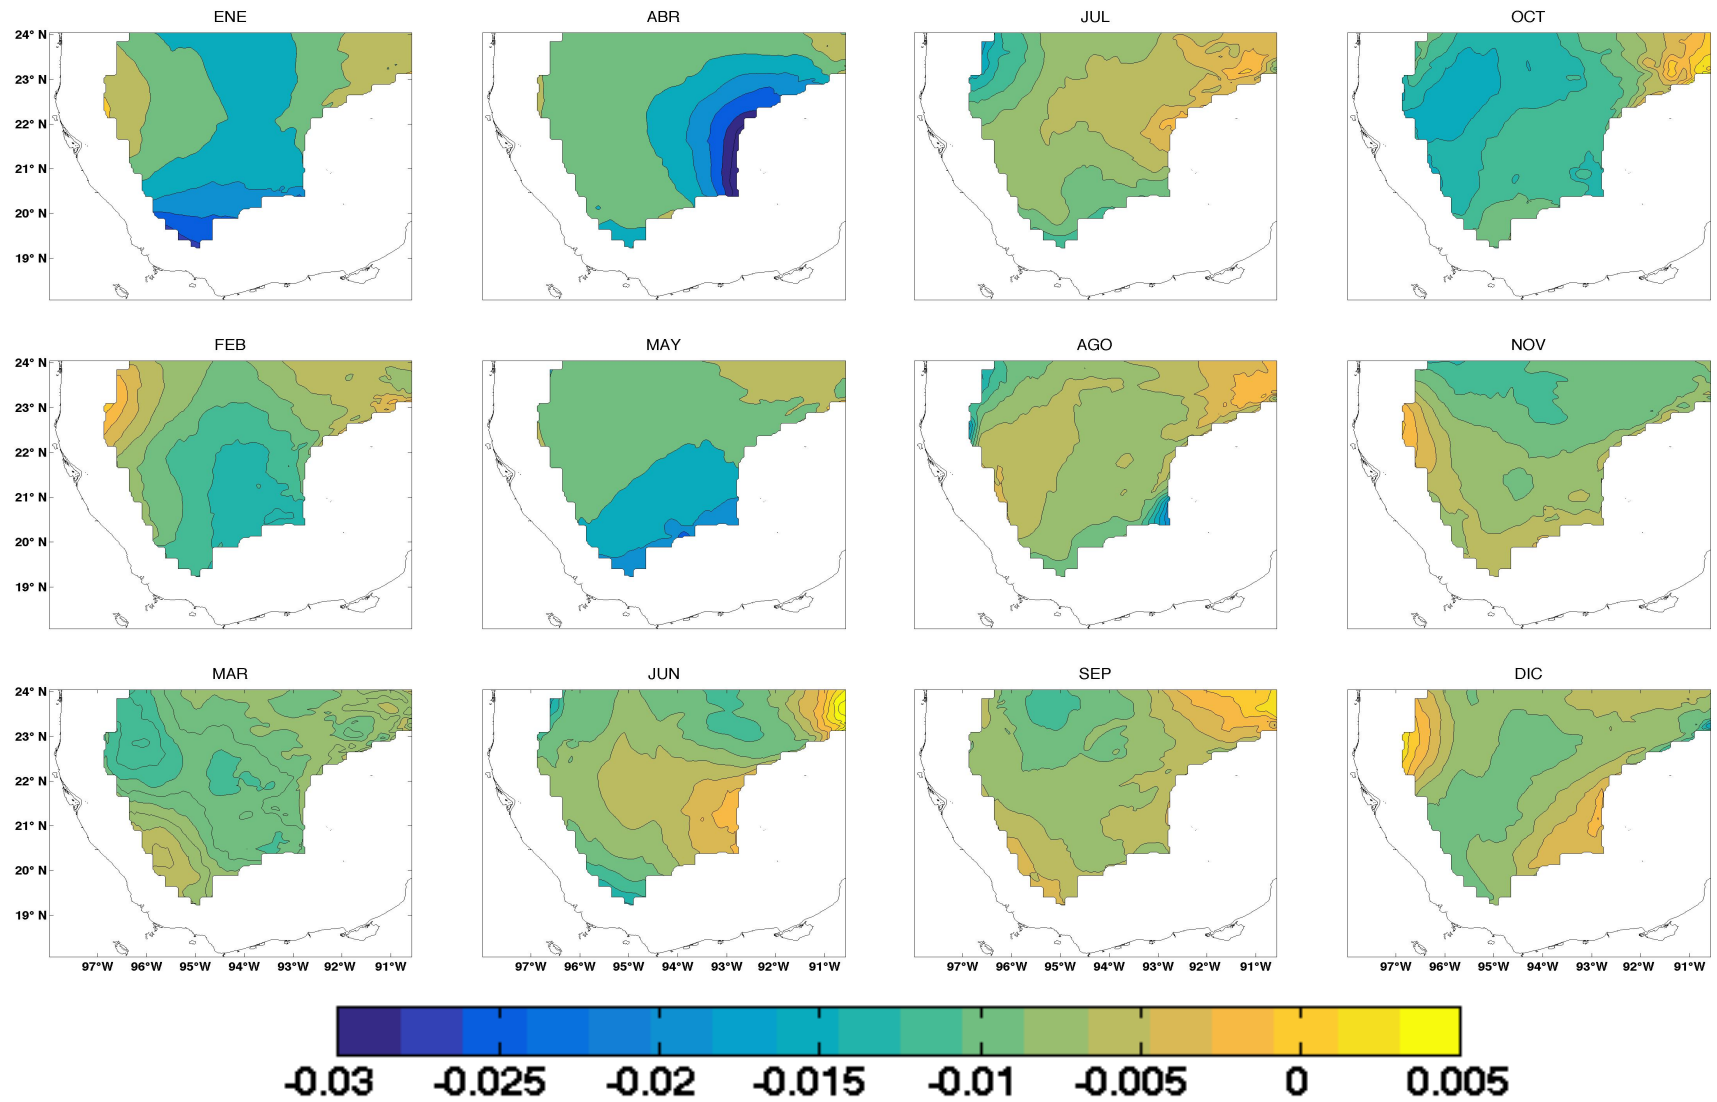 ENE ABR JUL OCT
24° N
23° N
22° N
21° N
20° N
19° N
FEB MAY AGO NOV
24° N
23° N
22° N
21° N
20° N
19° N
MAR JUN SEP DIC
24° N
23° N
22° N
21° N
20° N
19° N
97°W 96°W 95°W 94°W 93°W 92°W 91°W 97°W 96°W 95°W 94°W 93°W 92°W 91°W 97°W 96°W 95°W 94°W 93°W 92°W 91°W 97°W 96°W 95°W 94°W 93°W 92°W 91°W
-0.03 -0.025 -0.02 -0.015 -0.01 -0.005 0 0.005